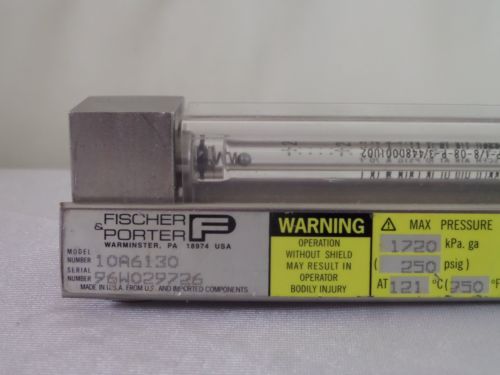 FISCHER
& PORTER
WARMINSTER, PA 18974 USA
MODEL
NUMBER 10A6130
SERIAL
NUMBER 96W029726
MADE IN U.S.A. FROM U.S. AND IMPORTED COMPONENTS
WARNING
OPERATION
WITHOUT SHIELD
MAY RESULT IN
OPERATOR
BODILY INJURY
MAX PRESSURE
1720 kPa. ga
( 250 psig)
AT 121 °C ( 250 °F